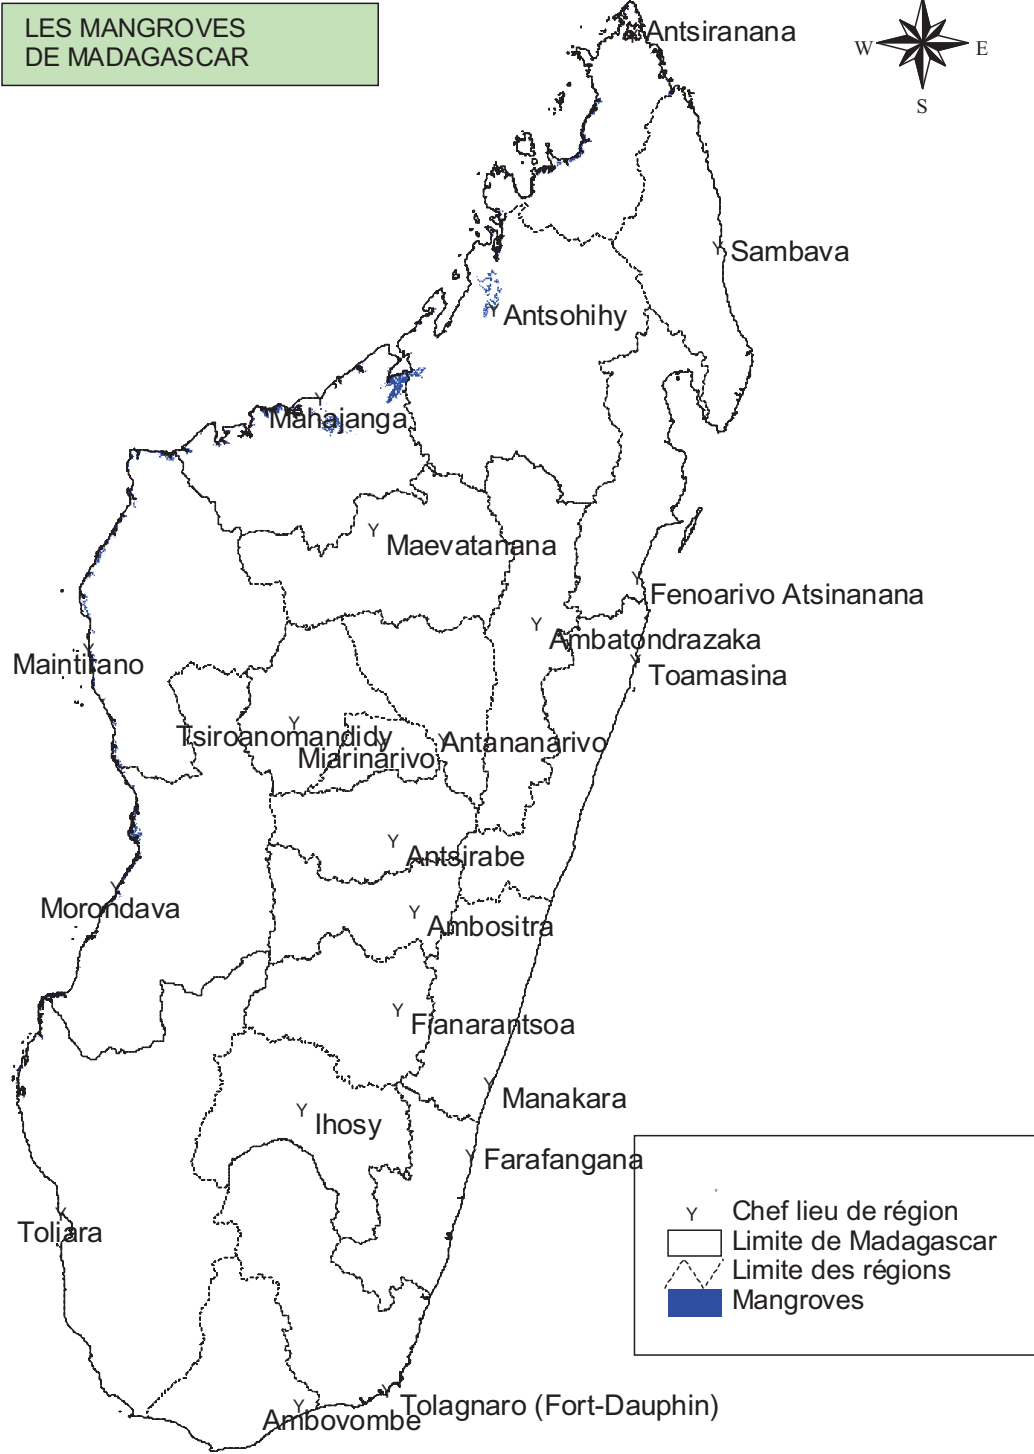 LES MANGROVES
DE MADAGASCAR
W
E
S
Antsiranana
Sambava
Antsohihy
Mahajanga
Maevatanana
Fenoarivo Atsinanana
Ambatondrazaka
Maintirano
Toamasina
Tsiroanomandidy
Miarinarivo
Antananarivo
Antsirabe
Morondava
Ambositra
Fianarantsoa
Manakara
Ihosy
Farafangana
Toliara
Ambovombe
Tolagnaro (Fort-Dauphin)
Y Chef lieu de région
Limite de Madagascar
Limite des régions
Mangroves